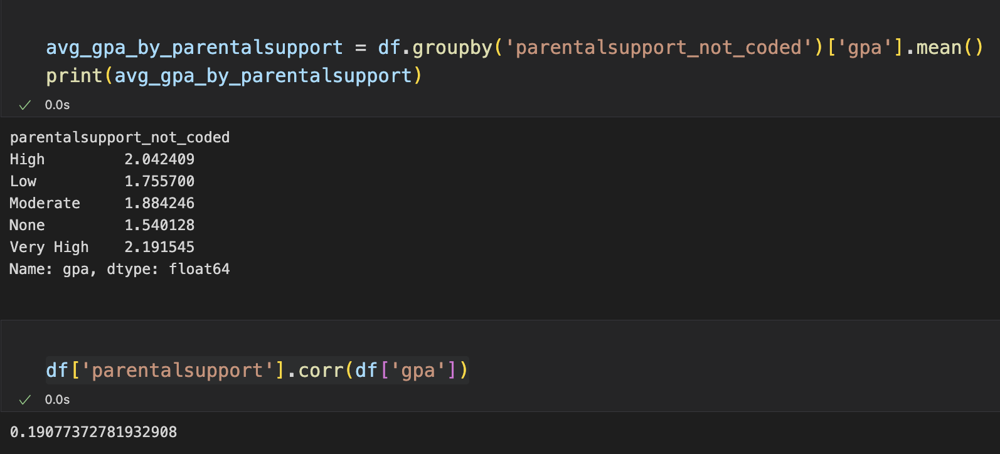 avg_gpa_by_parentalsupport = df.groupby('parentalsupport_not_coded')['gpa'].mean()
print(avg_gpa_by_parentalsupport)
✓ 0.0s
parentalsupport_not_coded
High         2.042409
Low          1.755700
Moderate     1.884246
None         1.540128
Very High    2.191545
Name: gpa, dtype: float64
df['parentalsupport'].corr(df['gpa'])
✓ 0.0s
0.19077372781932908